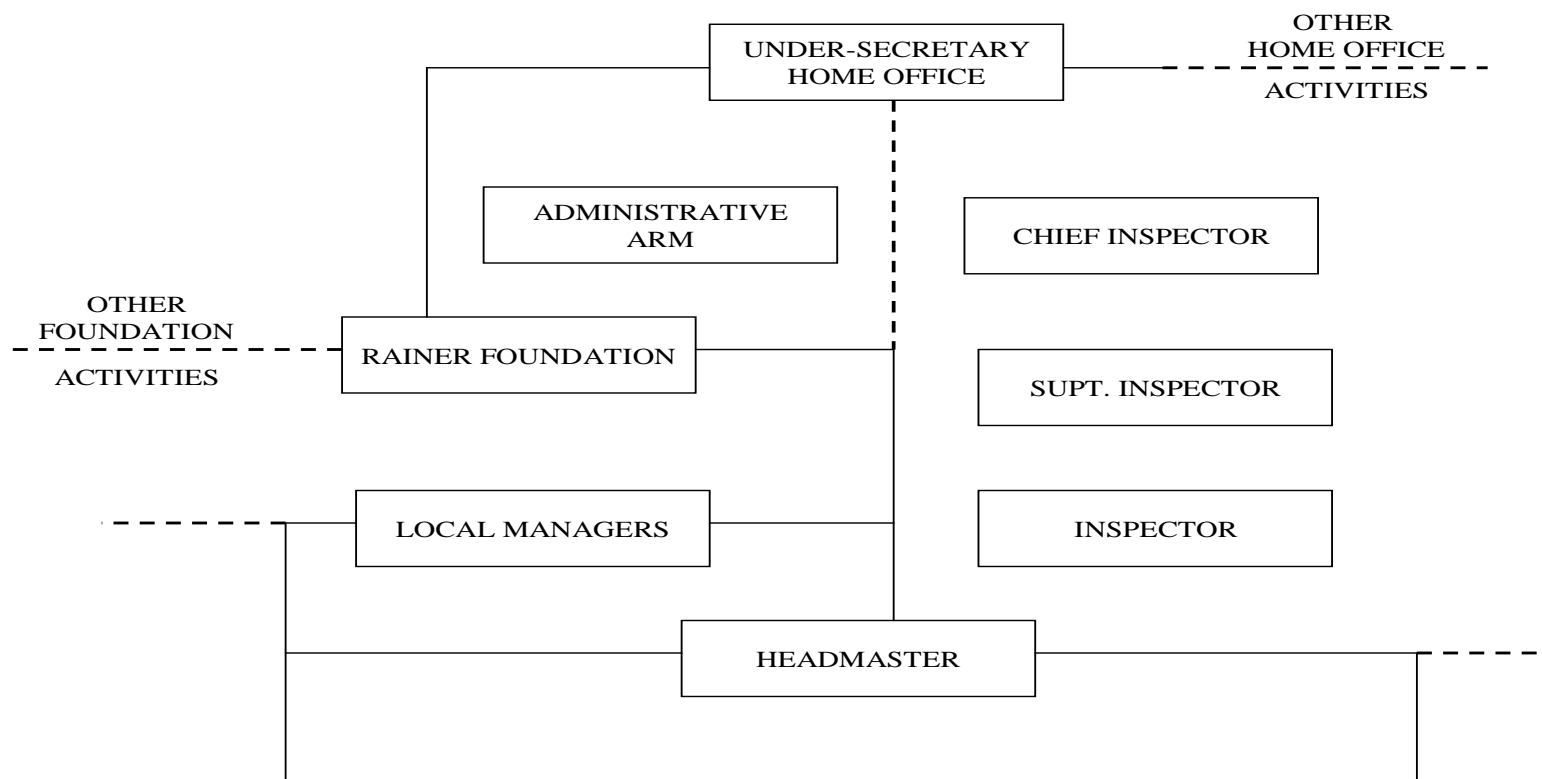 UNDER-SECRETARY
HOME OFFICE
OTHER
HOME OFFICE
ACTIVITIES
ADMINISTRATIVE
ARM
CHIEF INSPECTOR
OTHER
FOUNDATION
ACTIVITIES
RAINER FOUNDATION
SUPT. INSPECTOR
LOCAL MANAGERS
INSPECTOR
HEADMASTER